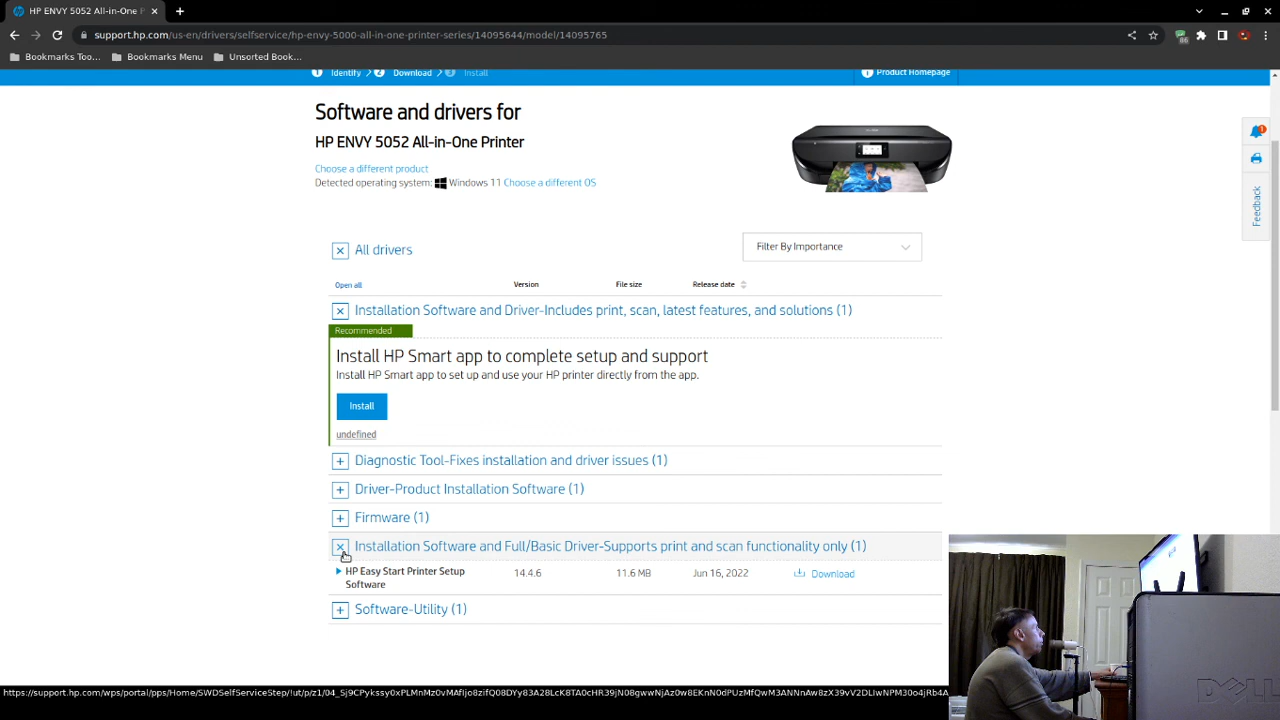 HP ENVY 5052 All-in-One P
support.hp.com/us-en/drivers/selfservice/hp-envy-5000-all-in-one-printer-series/14095644/model/14095765
86
Bookmarks Too...
Bookmarks Menu
Unsorted Book...
1 Identify
2 Download
3 Install
Product Homepage
Software and drivers for
HP ENVY 5052 All-in-One Printer
Choose a different product
Detected operating system: Windows 11 Choose a different OS
1
Feedback
All drivers
Filter By Importance
Open all
Version
File size
Release date
Installation Software and Driver-Includes print, scan, latest features, and solutions (1)
Recommended
Install HP Smart app to complete setup and support
Install HP Smart app to set up and use your HP printer directly from the app.
Install
undefined
Diagnostic Tool-Fixes installation and driver issues (1)
Driver-Product Installation Software (1)
Firmware (1)
Installation Software and Full/Basic Driver-Supports print and scan functionality only (1)
HP Easy Start Printer Setup
Software
14.4.6
11.6 MB
Jun 16, 2022
Download
Software-Utility (1)
DELL